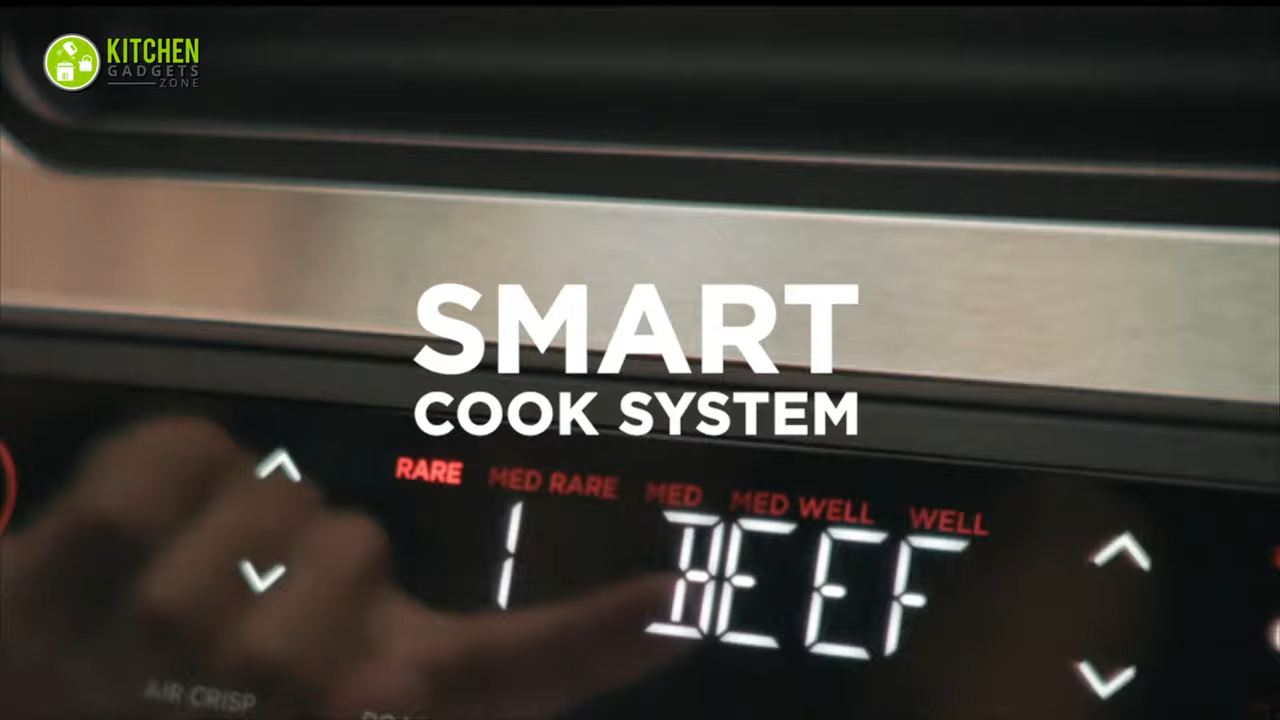 KITCHEN
GADGETS
ZONE
SMART
COOK SYSTEM
RARE MED RARE MED MED WELL WELL
1 BEEF
AIR CRISP